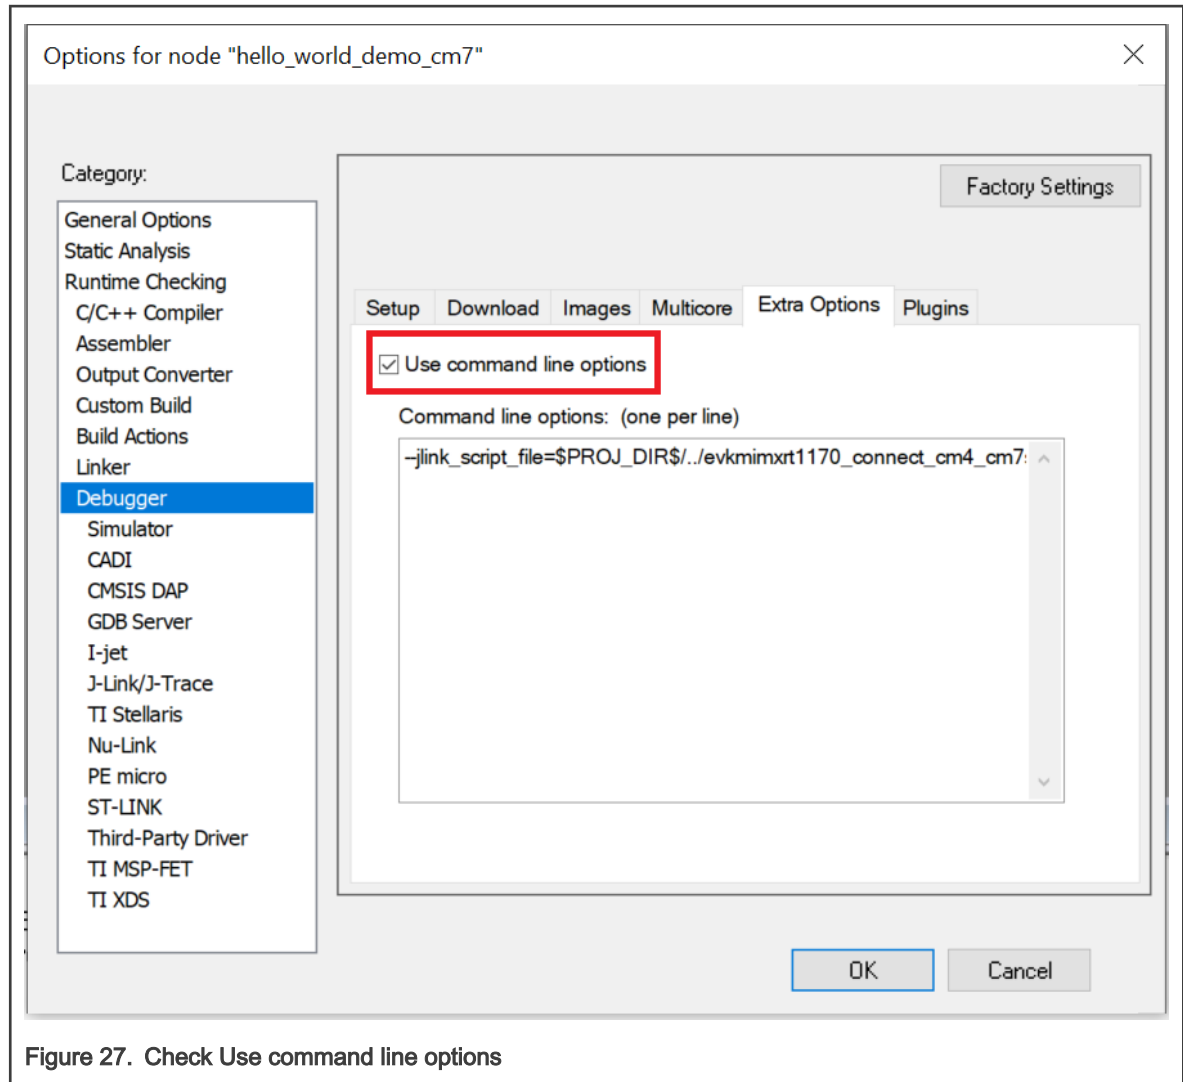 Options for node "hello_world_demo_cm7"
Category:
Factory Settings
General Options
Static Analysis
Runtime Checking
C/C++ Compiler
Assembler
Output Converter
Custom Build
Build Actions
Linker
Debugger
Simulator
CADI
CMSIS DAP
GDB Server
I-jet
J-Link/J-Trace
TI Stellaris
Nu-Link
PE micro
ST-LINK
Third-Party Driver
TI MSP-FET
TI XDS
Setup Download Images Multicore Extra Options Plugins
Use command line options
Command line options: (one per line)
--jlink_script_file=$PROJ_DIR$/../evkmimxrt1170_connect_cm4_cm7
OK Cancel
Figure 27. Check Use command line options